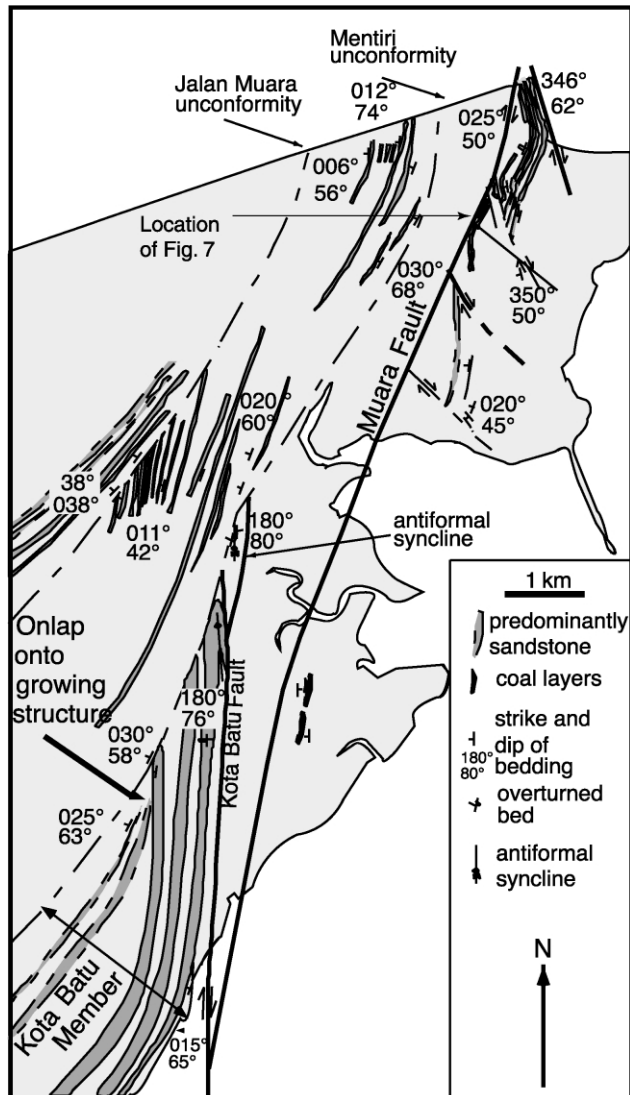 Mentiri
unconformity
Jalan Muara
unconformity
012°
74°
346°
62°
025°
50°
006°
56°
Location
of Fig. 7
030°
68°
350°
50°
Muara Fault
020°
60°
020°
45°
38°
038°
011°
42°
180°
80°
antiformal
syncline
1 km
predominantly
sandstone
coal layers
strike and
dip of
bedding
180°
80°
overturned
bed
antiformal
syncline
N
Onlap
onto
growing
structure
180°
76°
Kota Batu Fault
030°
58°
025°
63°
Kota Batu
Member
015°
65°